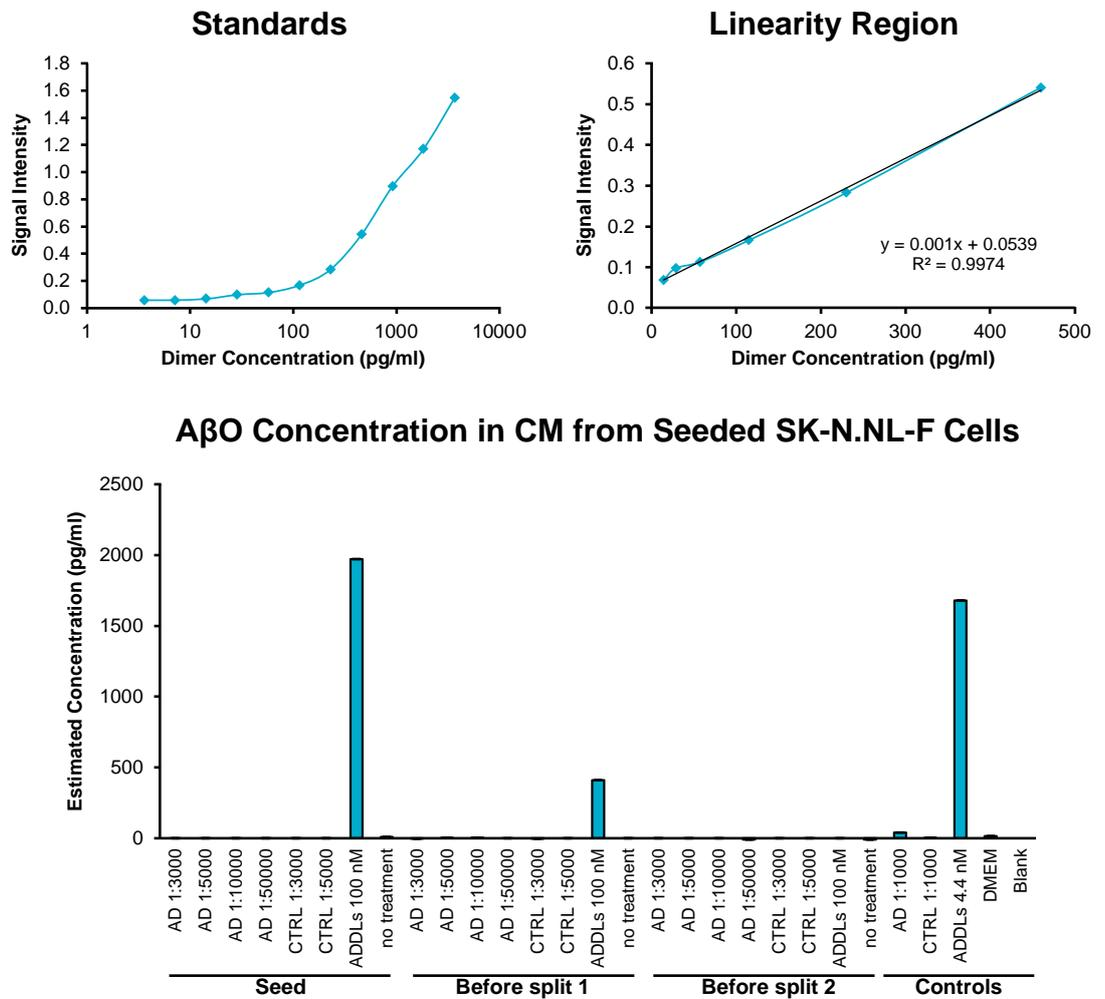 Standards
Signal Intensity
1.8
1.6
1.4
1.2
1.0
0.8
0.6
0.4
0.2
0.0
1
10
100
1000
10000
Dimer Concentration (pg/ml)
Linearity Region
Signal Intensity
0.6
0.5
0.4
0.3
0.2
0.1
0.0
y = 0.001x + 0.0539
R² = 0.9974
0
100
200
300
400
500
Dimer Concentration (pg/ml)
AβO Concentration in CM from Seeded SK-N.NL-F Cells
Estimated Concentration (pg/ml)
2500
2000
1500
1000
500
0
AD 1:3000
AD 1:5000
AD 1:10000
AD 1:50000
CTRL 1:3000
CTRL 1:5000
ADDLs 100 nM
no treatment
AD 1:3000
AD 1:5000
AD 1:10000
AD 1:50000
CTRL 1:3000
CTRL 1:5000
ADDLs 100 nM
no treatment
AD 1:3000
AD 1:5000
AD 1:10000
AD 1:50000
CTRL 1:3000
CTRL 1:5000
ADDLs 100 nM
no treatment
AD 1:1000
CTRL 1:1000
ADDLs 4.4 nM
DMEM
Blank
Seed
Before split 1
Before split 2
Controls